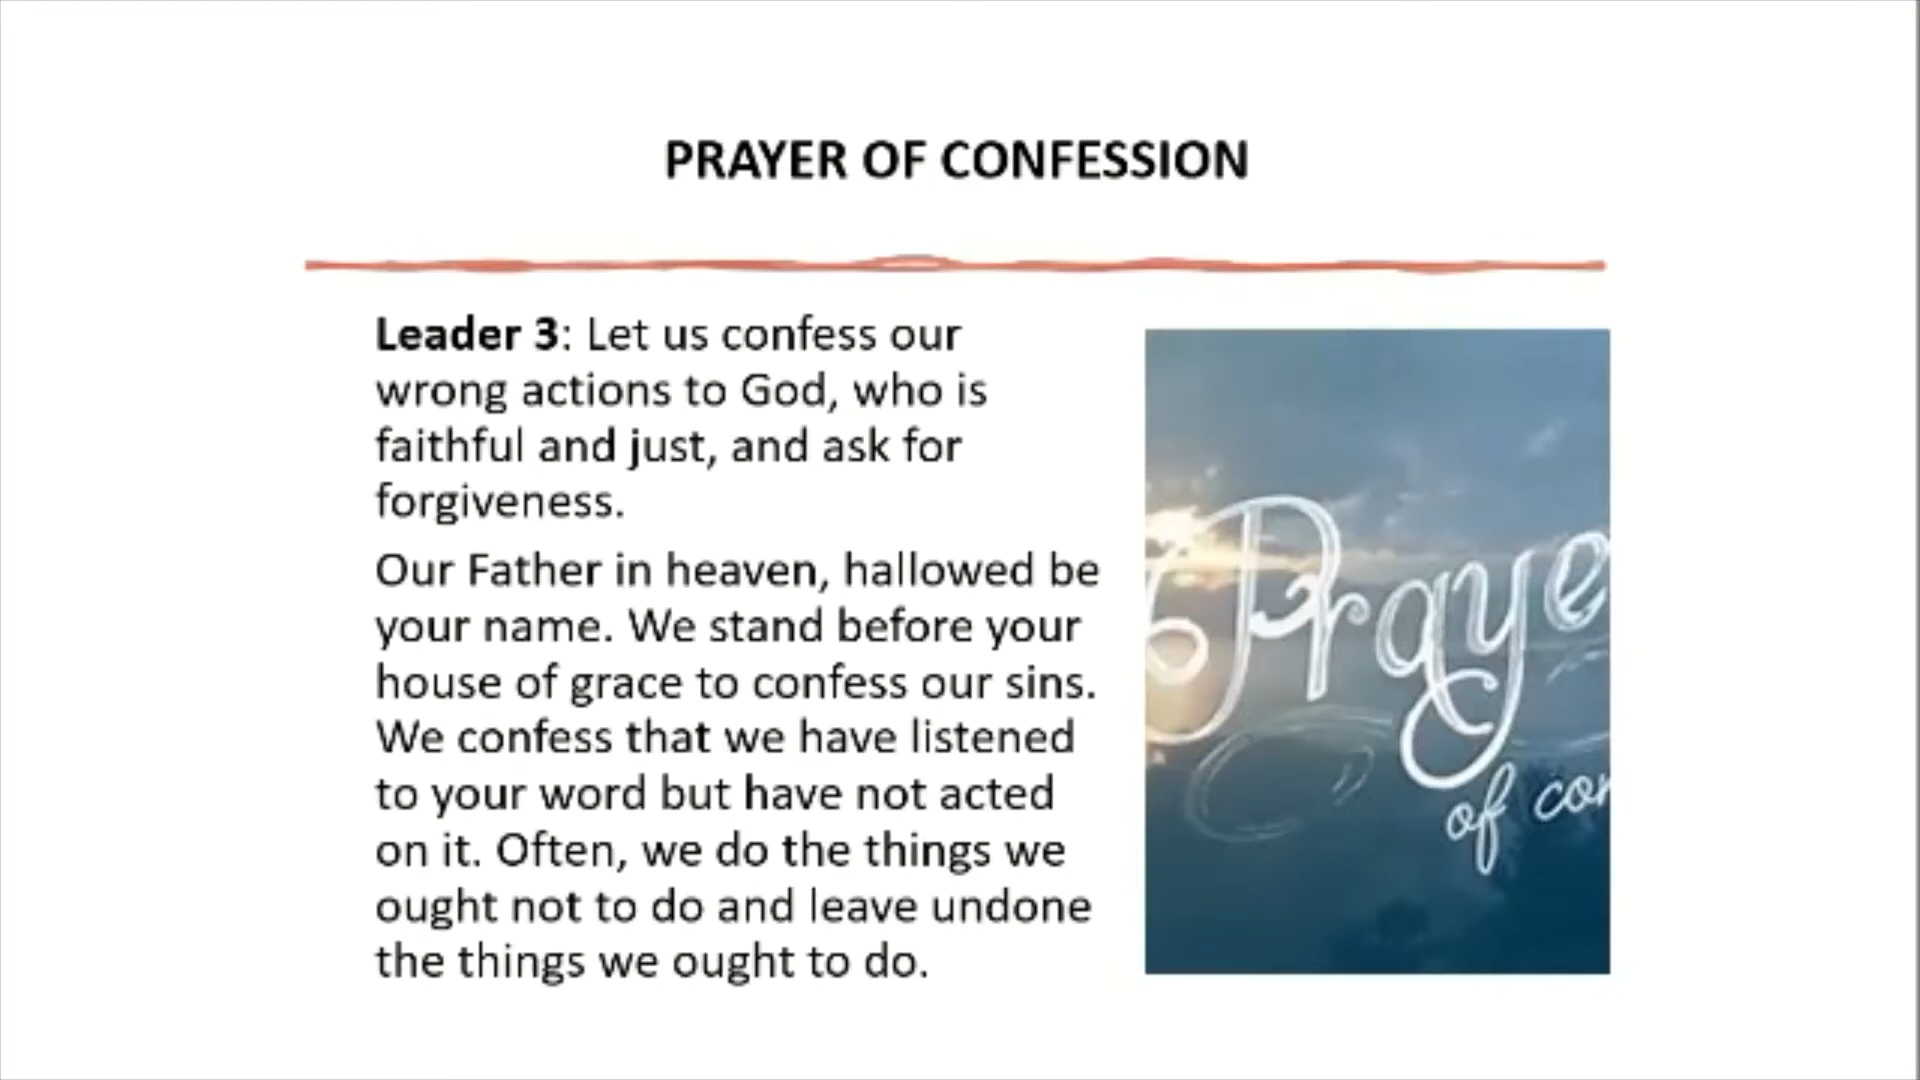 PRAYER OF CONFESSION
Leader 3: Let us confess our
wrong actions to God, who is
faithful and just, and ask for
forgiveness.
Our Father in heaven, hallowed be
your name. We stand before your
house of grace to confess our sins.
We confess that we have listened
to your word but have not acted
on it. Often, we do the things we
ought not to do and leave undone
the things we ought to do.
Praye
of con